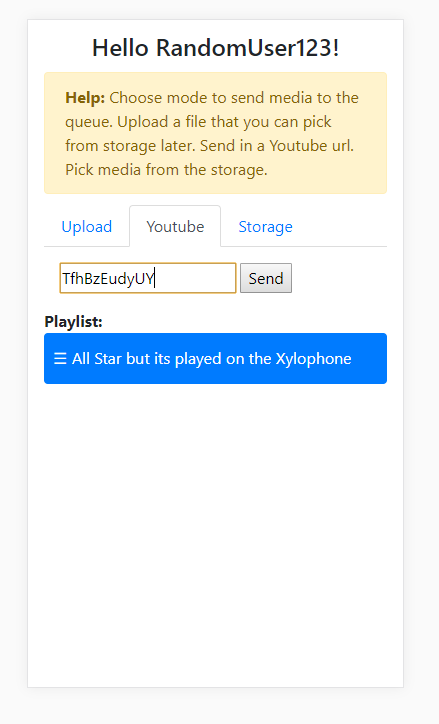 Hello RandomUser123!
Help: Choose mode to send media to the
queue. Upload a file that you can pick
from storage later. Send in a Youtube url.
Pick media from the storage.
Upload Youtube Storage
TfhBzEudyUY Send
Playlist:
☰ All Star but its played on the Xylophone